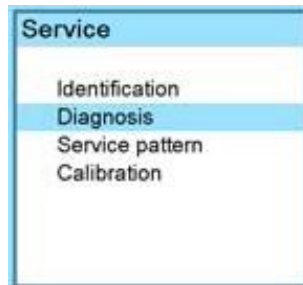 Service
Identification
Diagnosis
Service pattern
Calibration